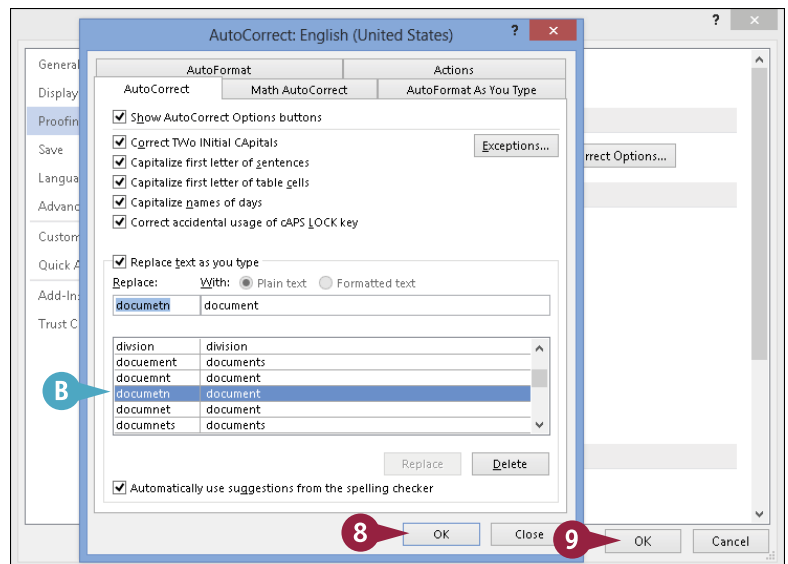 ?
×
AutoCorrect: English (United States)
?
×
General
Display
Proofin
Save
Langua
Advanc
Custom
Quick A
Add-In
Trust C
AutoFormat
Actions
AutoCorrect
Math AutoCorrect
AutoFormat As You Type
Show AutoCorrect Options buttons
Correct TWo INitial CApitals
Exceptions...
Capitalize first letter of sentences
Capitalize first letter of table cells
Capitalize names of days
Correct accidental usage of cAPS LOCK key
rrect Options...
Replace text as you type
Replace:
With:
Plain text
Formatted text
documetn
document
divsion
division
docuement
documents
docuemnt
document
B
documetn
document
documnet
document
documnets
documents
Replace
Delete
Automatically use suggestions from the spelling checker
8
OK
Close
9
OK
Cancel